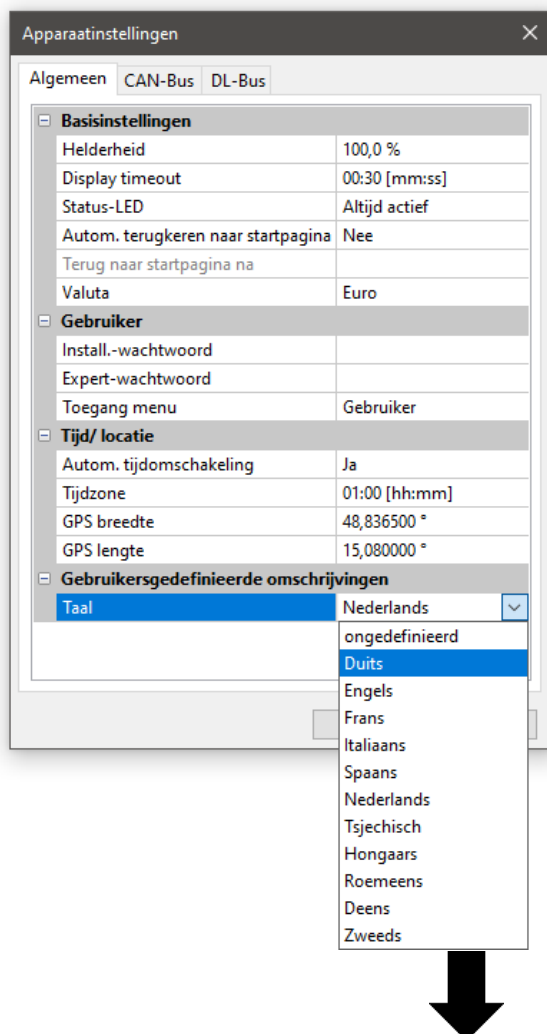 Apparaatinstellingen
Algemeen CAN-Bus DL-Bus
Basisinstellingen
Helderheid 100,0 %
Display timeout 00:30 [mm:ss]
Status-LED Altijd actief
Autom. terugkeren naar startpagina Nee
Terug naar startpagina na
Valuta Euro
Gebruiker
Install.-wachtwoord
Expert-wachtwoord
Toegang menu Gebruiker
Tijd/ locatie
Autom. tijdomschakeling Ja
Tijdzone 01:00 [hh:mm]
GPS breedte 48,836500 °
GPS lengte 15,080000 °
Gebruikersgedefinieerde omschrijvingen
Taal Nederlands
ongedefinieerd
Duits
Engels
Frans
Italiaans
Spaans
Nederlands
Tsjechisch
Hongaars
Roemeens
Deens
Zweeds